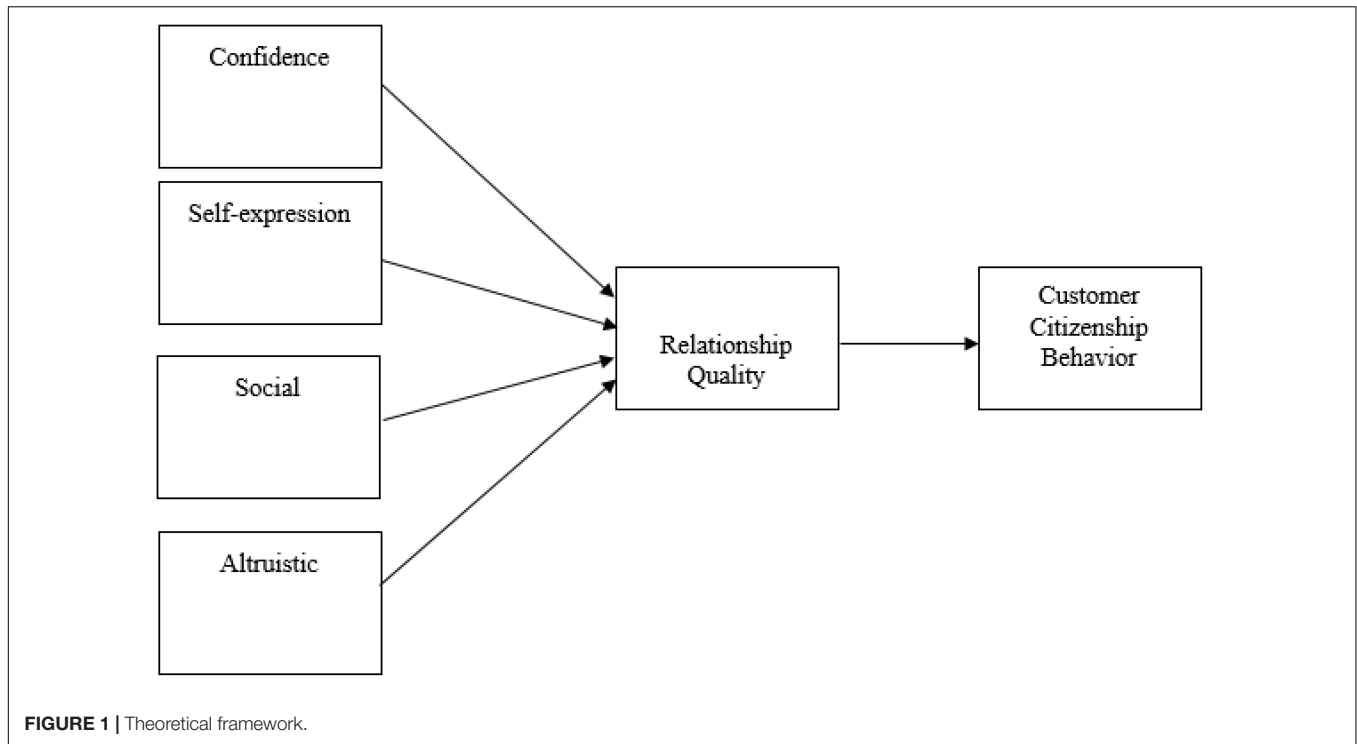 Confidence
Self-expression
Social
Altruistic
Relationship
Quality
Customer
Citizenship
Behavior
FIGURE 1 | Theoretical framework.